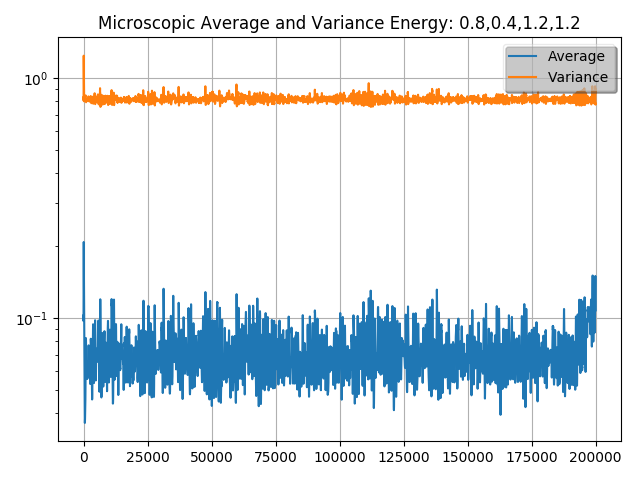 Microscopic Average and Variance Energy: 0.8,0.4,1.2,1.2
Average
Variance
10⁰
10⁻¹
0 25000 50000 75000 100000 125000 150000 175000 200000